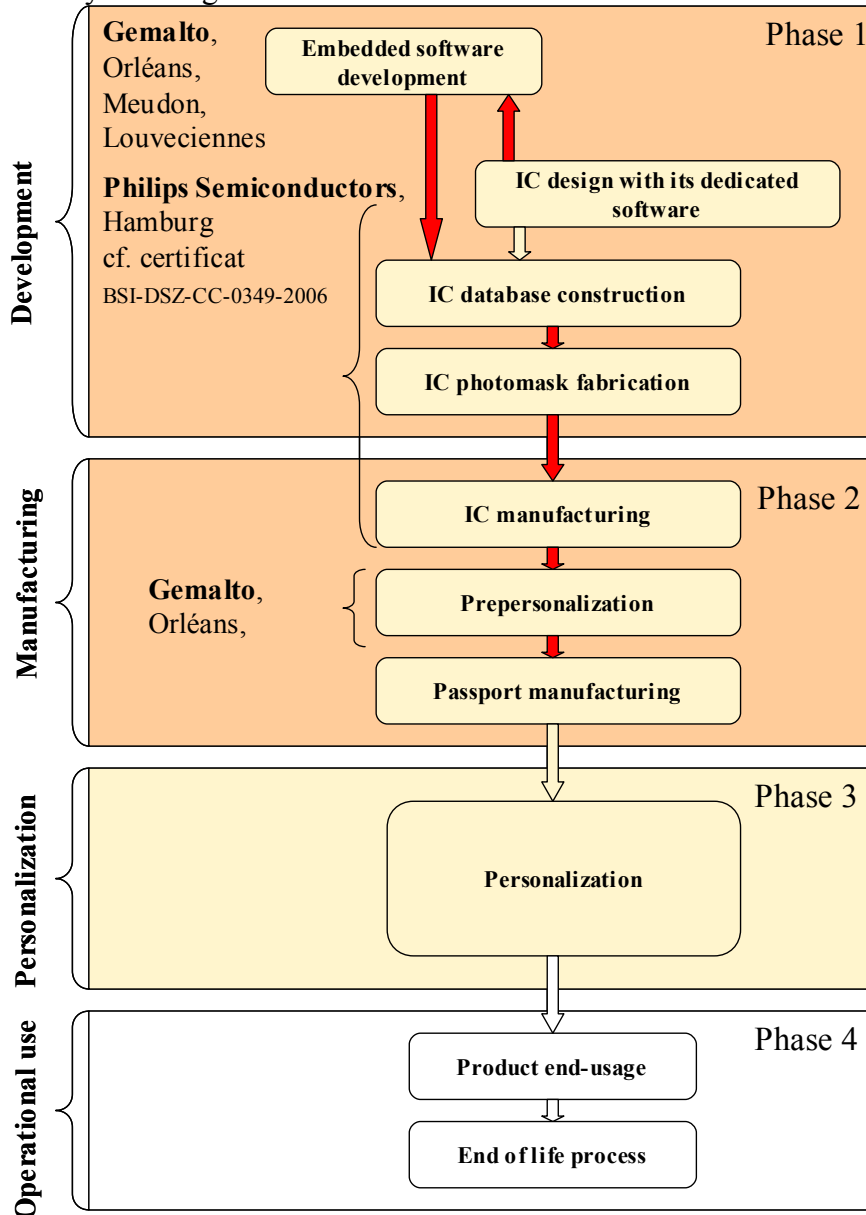 Phase 1
Gemalto,
Orléans,
Meudon,
Louveciennes
Embedded software
development
Development
Philips Semiconductors,
Hamburg
cf. certificat
BSI-DSZ-CC-0349-2006
IC design with its dedicated
software
IC database construction
IC photomask fabrication
Manufacturing
Phase 2
IC manufacturing
Gemalto,
Orléans,
Prepersonalization
Passport manufacturing
Personalization
Phase 3
Personalization
Operational use
Phase 4
Product end-usage
End of life process